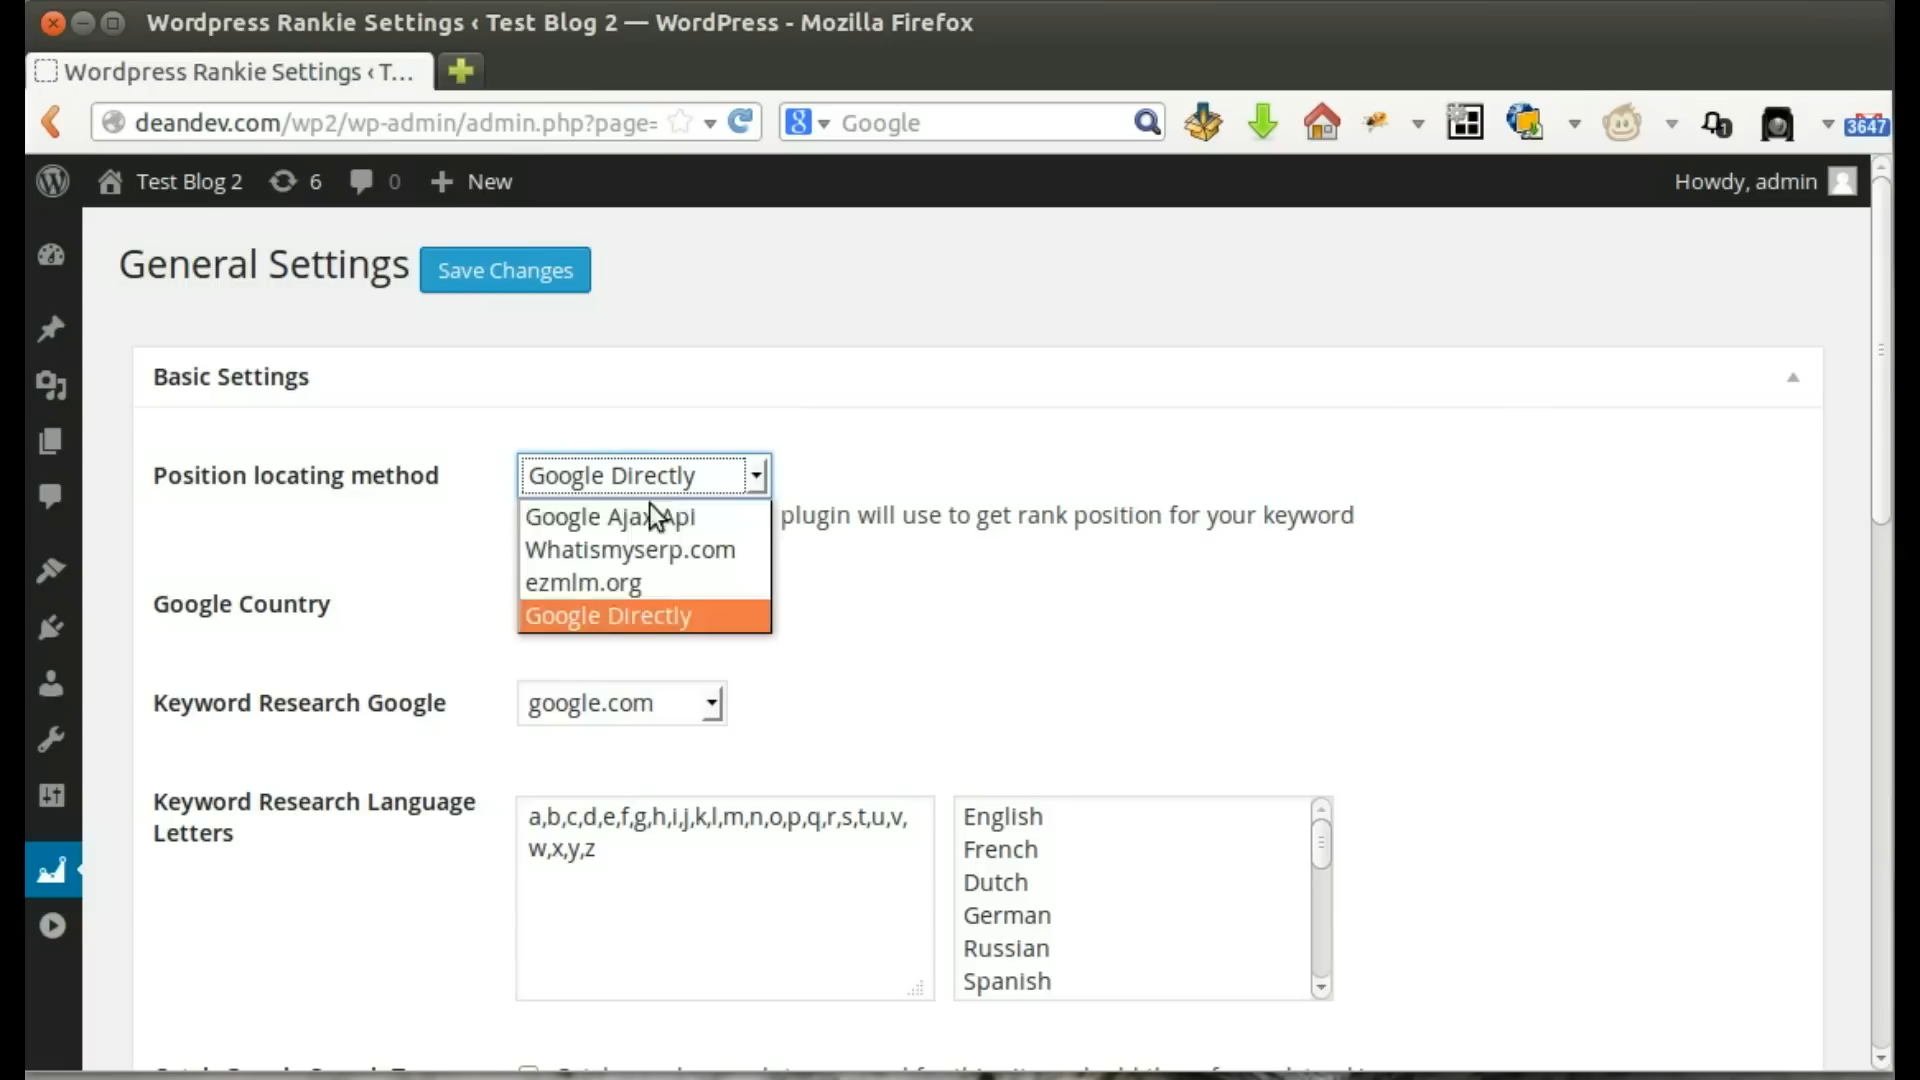 Wordpress Rankie Settings ‹ Test Blog 2 — WordPress - Mozilla Firefox
Wordpress Rankie Settings ‹ T...
deandev.com/wp2/wp-admin/admin.php?page=
Google
3647
Test Blog 2 6 0 New
Howdy, admin
General Settings
Save Changes
Basic Settings
Position locating method
Google Directly
Google Ajax Api
plugin will use to get rank position for your keyword
Whatismyserp.com
ezmlm.org
Google Directly
Google Country
Keyword Research Google
google.com
Keyword Research Language
Letters
a,b,c,d,e,f,g,h,i,j,k,l,m,n,o,p,q,r,s,t,u,v,
w,x,y,z
English
French
Dutch
German
Russian
Spanish